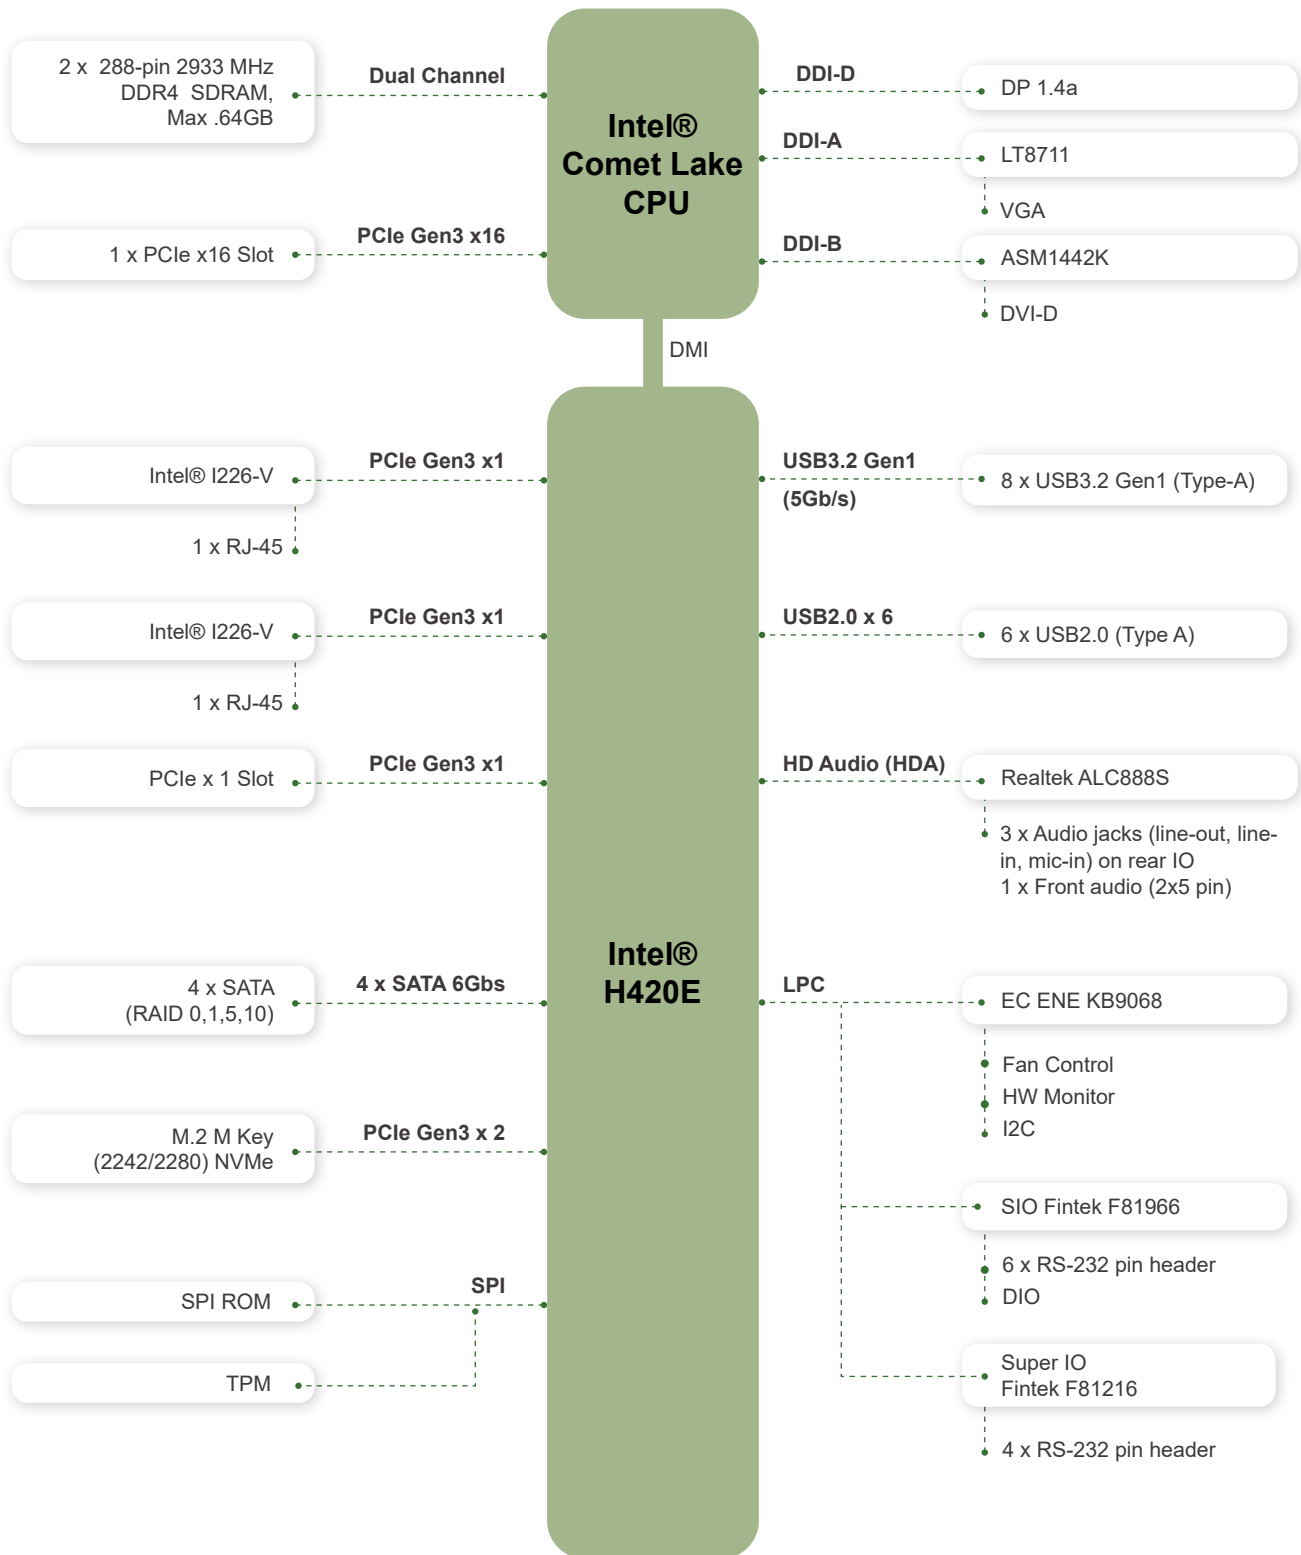 2 x  288-pin 2933 MHz
DDR4  SDRAM,
Max .64GB
Dual Channel
1 x PCIe x16 Slot
PCIe Gen3 x16
Intel®
Comet Lake
CPU
DDI-D
DP 1.4a
DDI-A
LT8711
VGA
DDI-B
ASM1442K
DVI-D
DMI
Intel® I226-V
PCIe Gen3 x1
1 x RJ-45
Intel® I226-V
PCIe Gen3 x1
1 x RJ-45
PCIe x 1 Slot
PCIe Gen3 x1
4 x SATA
(RAID 0,1,5,10)
4 x SATA 6Gbs
M.2 M Key
(2242/2280) NVMe
PCIe Gen3 x 2
SPI ROM
SPI
TPM
Intel®
H420E
USB3.2 Gen1
(5Gb/s)
8 x USB3.2 Gen1 (Type-A)
USB2.0 x 6
6 x USB2.0 (Type A)
HD Audio (HDA)
Realtek ALC888S
3 x Audio jacks (line-out, line-
in, mic-in) on rear IO
1 x Front audio (2x5 pin)
LPC
EC ENE KB9068
Fan Control
HW Monitor
I2C
SIO Fintek F81966
6 x RS-232 pin header
DIO
Super IO
Fintek F81216
4 x RS-232 pin header